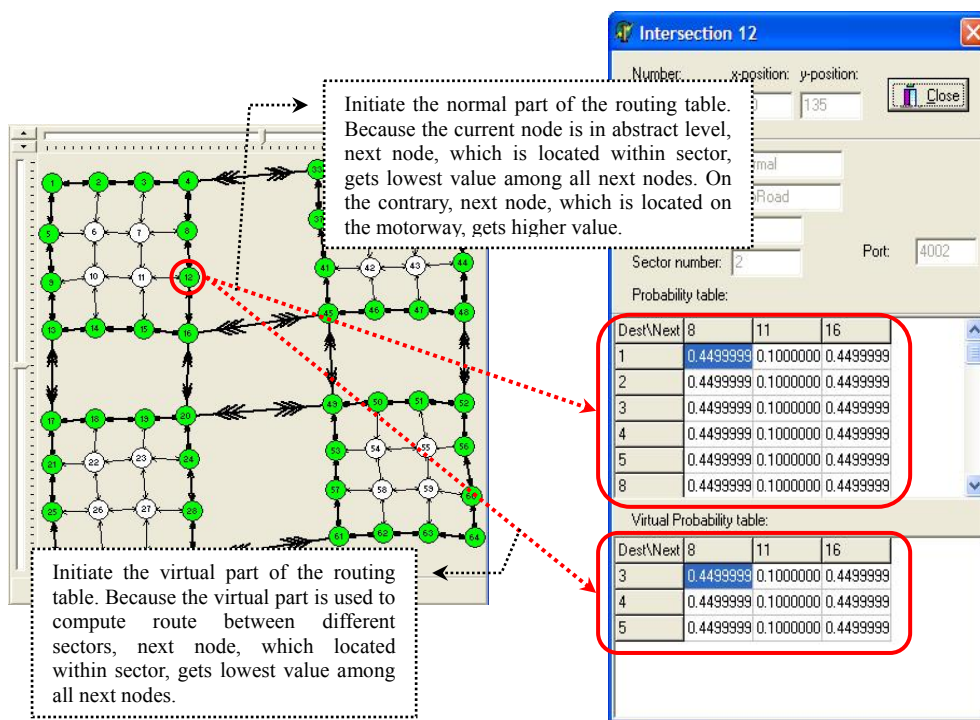 Intersection 12
Number: x-position: y-position:
135
Close
Initiate the normal part of the routing table.
Because the current node is in abstract level,
next node, which is located within sector,
gets lowest value among all next nodes. On
the contrary, next node, which is located on
the motorway, gets higher value.
mal
Road
Sector number: 2
Port: 4002
Probability table:
Dest\Next 8 11 16
1 0.4499999 0.1000000 0.4499999
2 0.4499999 0.1000000 0.4499999
3 0.4499999 0.1000000 0.4499999
4 0.4499999 0.1000000 0.4499999
5 0.4499999 0.1000000 0.4499999
8 0.4499999 0.1000000 0.4499999
Virtual Probability table:
Dest\Next 8 11 16
3 0.4499999 0.1000000 0.4499999
4 0.4499999 0.1000000 0.4499999
5 0.4499999 0.1000000 0.4499999
1 2 3 4 33
5 6 7 8 37
9 10 11 12 41 42 43 44
13 14 15 16 45 46 47 48
17 18 19 20 49 50 51 52
21 22 23 24 53 54 55 56
25 26 27 28 57 58 59 60
61 62 63 64
Initiate the virtual part of the routing
table. Because the virtual part is used to
compute route between different
sectors, next node, which located
within sector, gets lowest value among
all next nodes.